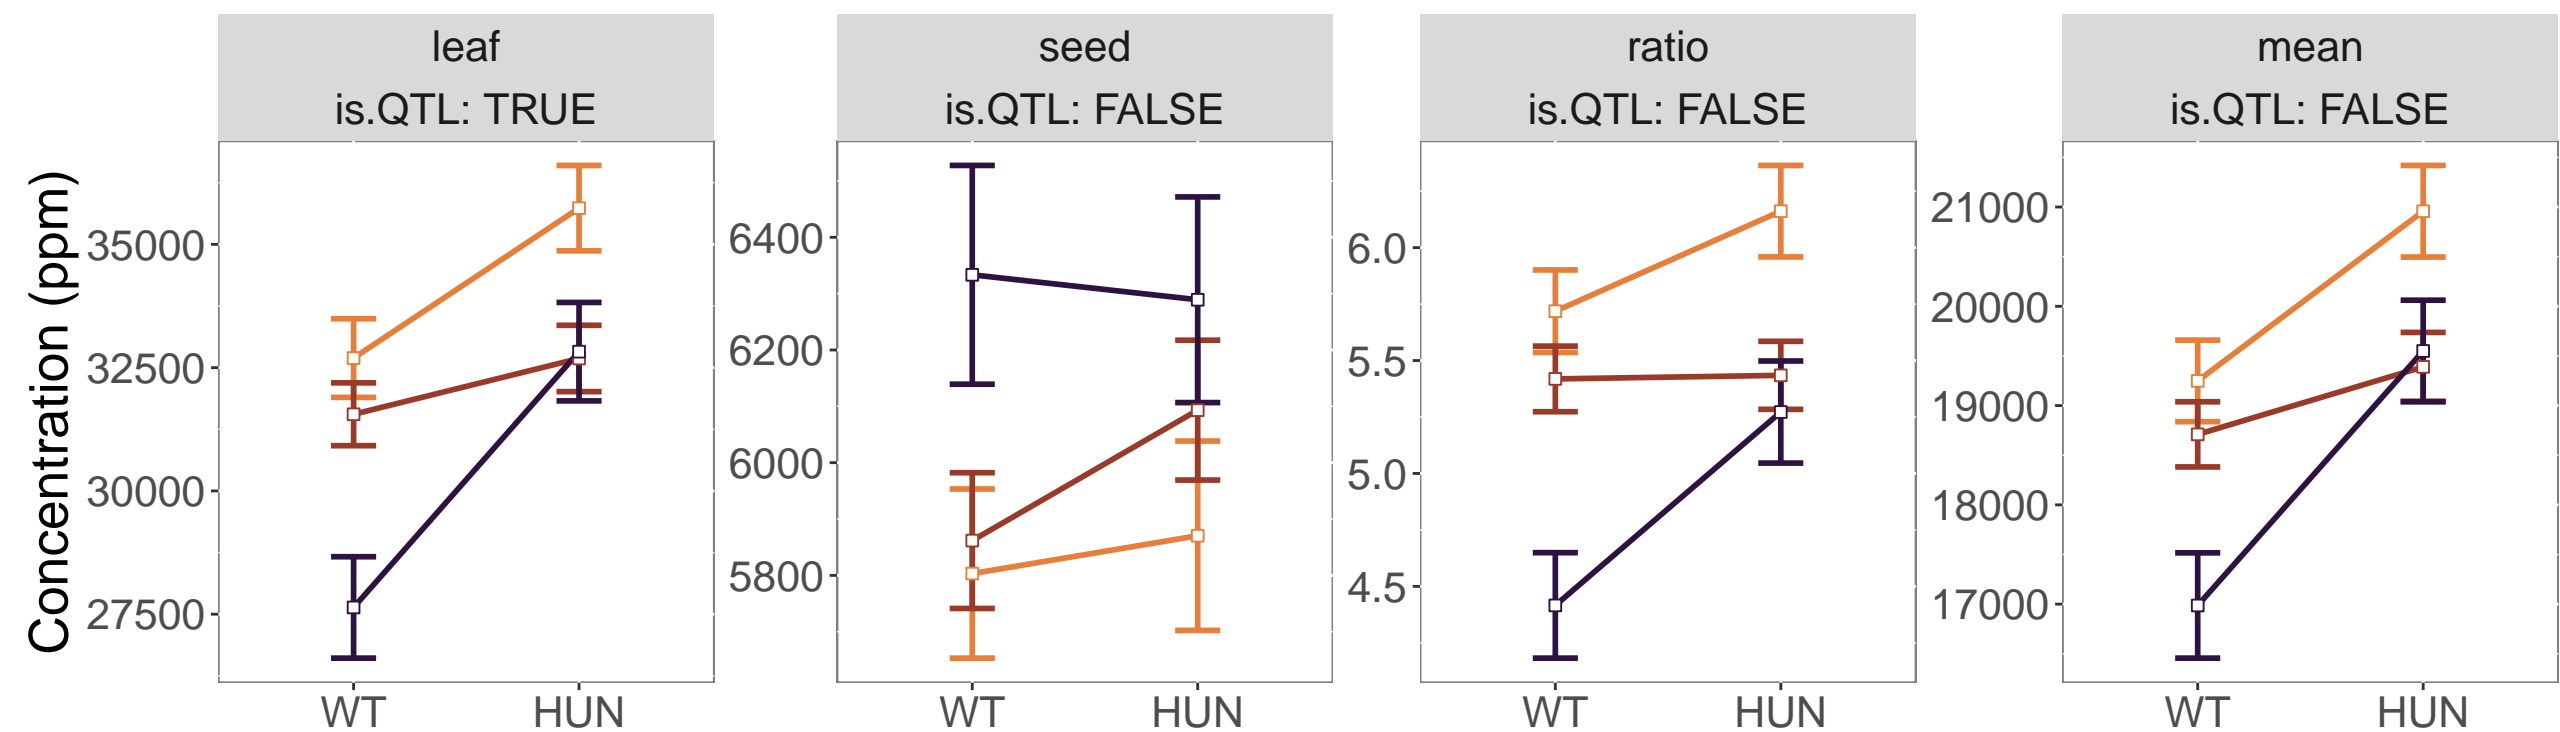 leaf
is.QTL: TRUE
seed
is.QTL: FALSE
ratio
is.QTL: FALSE
mean
is.QTL: FALSE
Concentration (ppm)
35000
32500
30000
27500
WT
HUN
6400
6200
6000
5800
WT
HUN
6.0
5.5
5.0
4.5
WT
HUN
21000
20000
19000
18000
17000
WT
HUN